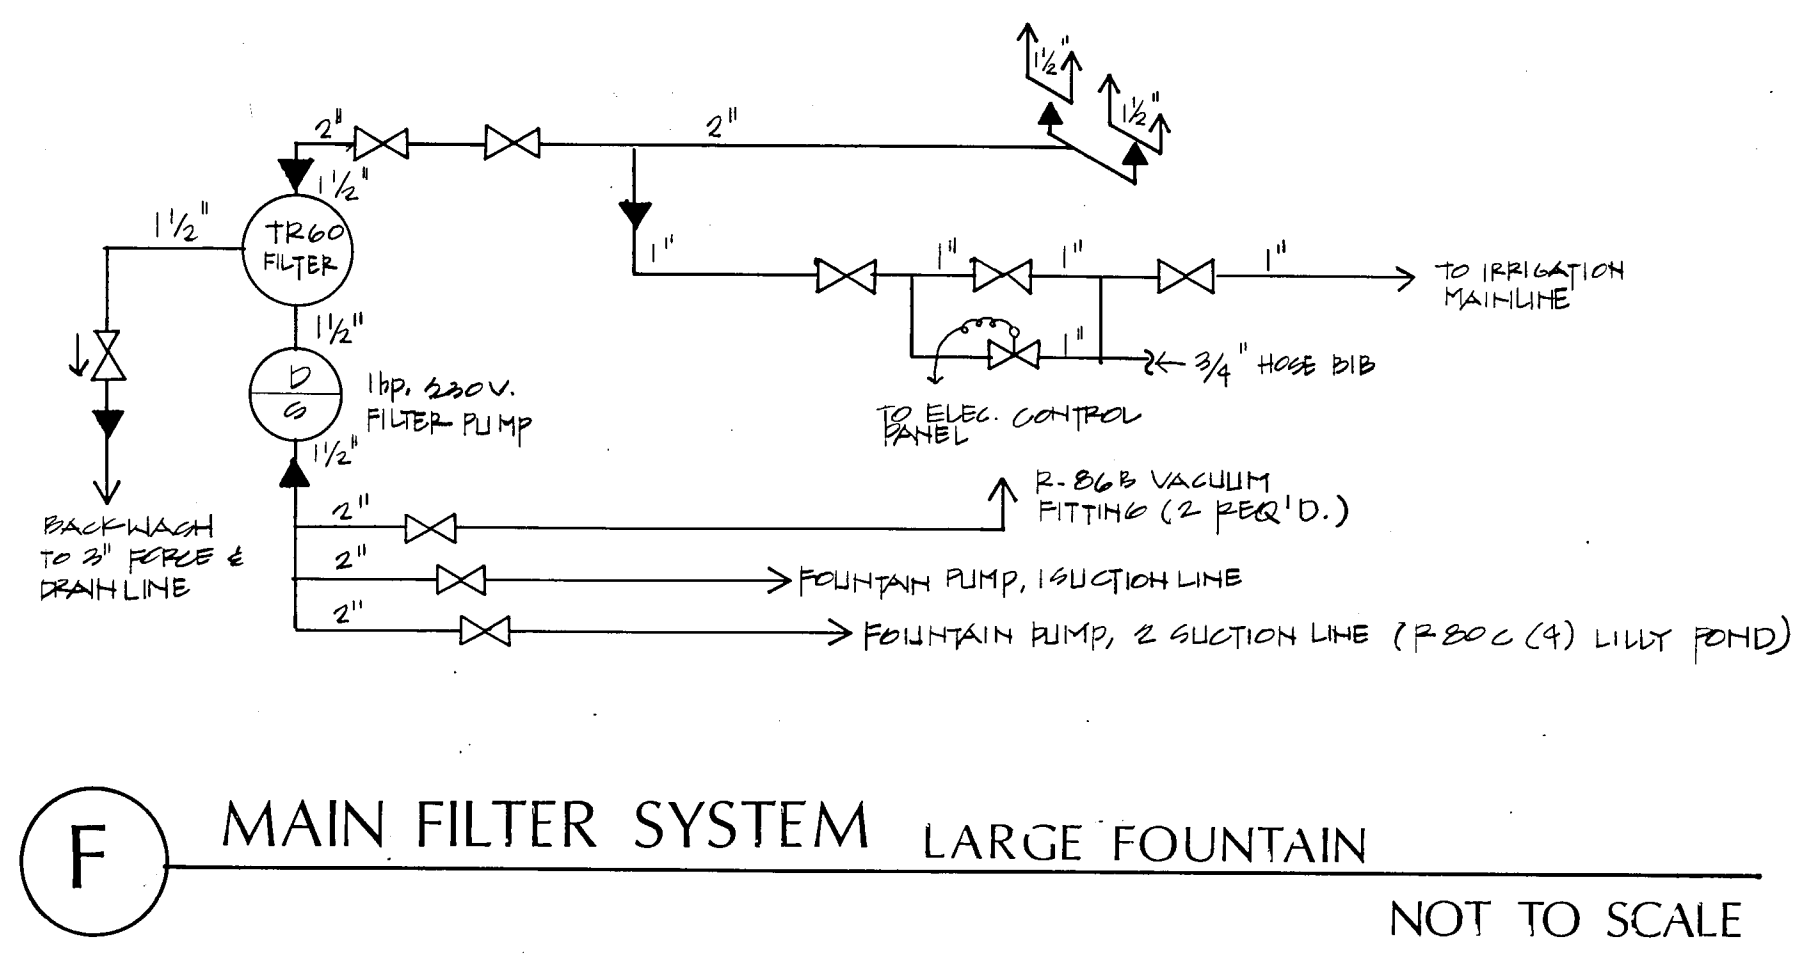 1½" 1½"
2" 2"
1½"
1½"
TR60
FILTER
1" 1" 1" 1"
TO IRRIGATION
MAINLINE
1½"
1" ← 3/4" HOSE BIB
D
S
1hp. 230V.
FILTER PUMP
TO ELEC. CONTROL
PANEL
1½"
R-86B VACUUM
FITTING (2 REQ'D.)
2"
BACKWASH
TO 3" FORCE &
DRAIN LINE
2"
FOUNTAIN PUMP, 1 SUCTION LINE
2"
FOUNTAIN PUMP, 2 SUCTION LINE (R80C (4) LILLY POND)
F
MAIN FILTER SYSTEM LARGE FOUNTAIN
NOT TO SCALE